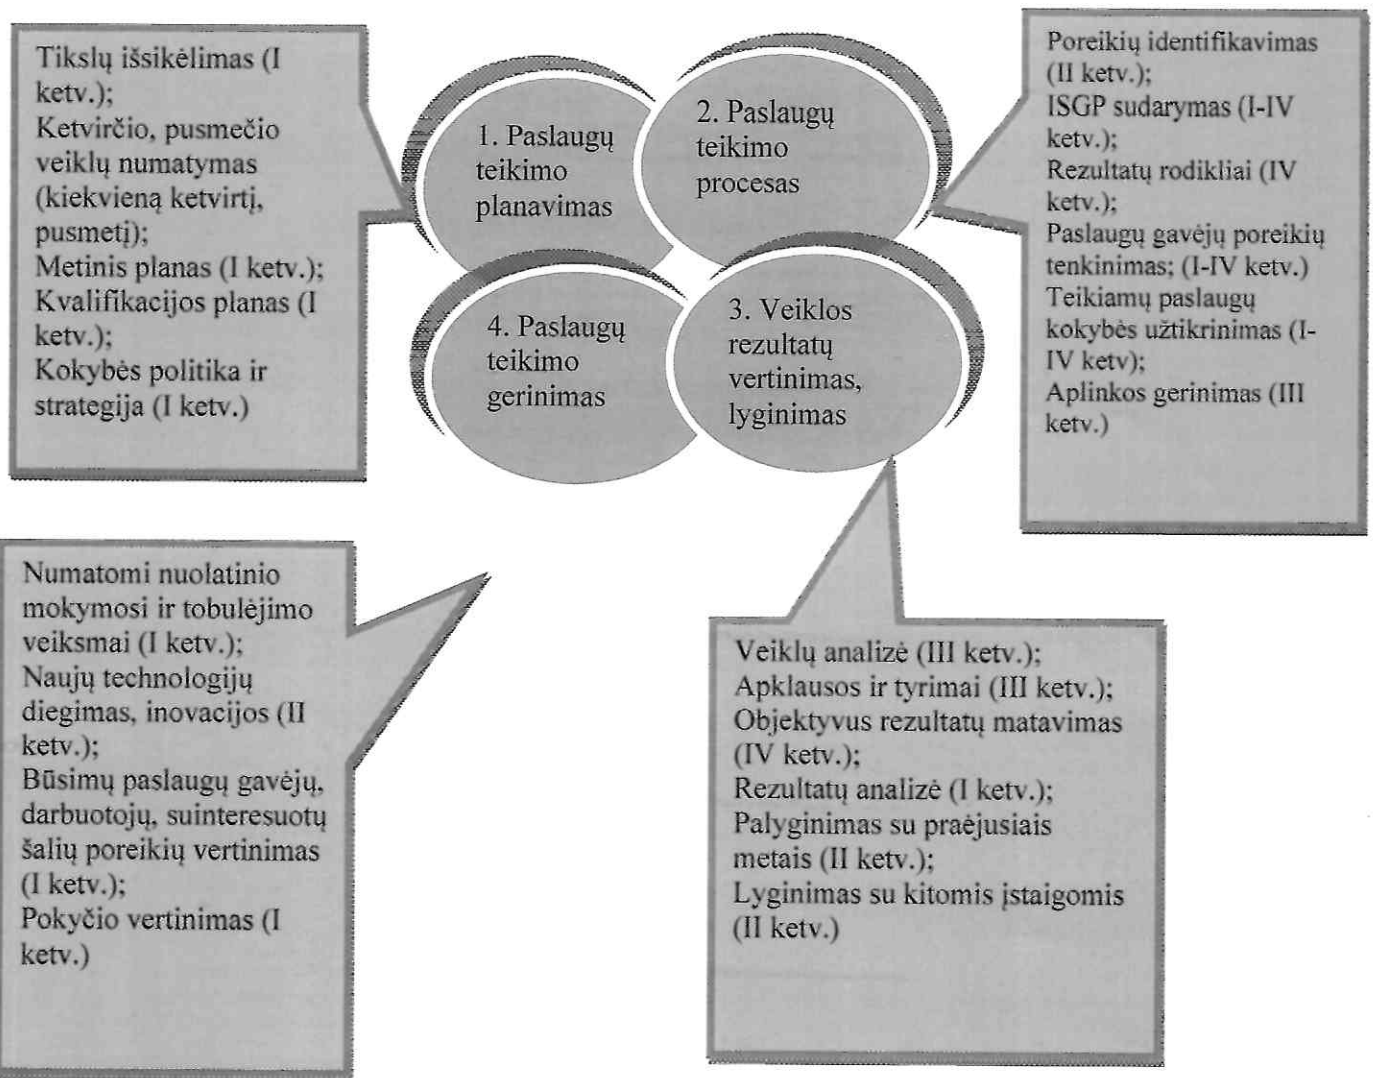 Tikslų išsikėlimas (I
ketv.);
Ketvirčio, pusmečio
veiklų numatymas
(kiekvieną ketvirtį,
pusmetį);
Metinis planas (I ketv.);
Kvalifikacijos planas (I
ketv.);
Kokybės politika ir
strategija (I ketv.)
1. Paslaugų
teikimo
planavimas
2. Paslaugų
teikimo
procesas
Poreikių identifikavimas
(II ketv.);
ISGP sudarymas (I-IV
ketv.);
Rezultatų rodikliai (IV
ketv.);
Paslaugų gavėjų poreikių
tenkinimas; (I-IV ketv.)
Teikiamų paslaugų
kokybės užtikrinimas (I-
IV ketv);
Aplinkos gerinimas (III
ketv.)
4. Paslaugų
teikimo
gerinimas
3. Veiklos
rezultatų
vertinimas,
lyginimas
Numatomi nuolatinio
mokymosi ir tobulėjimo
veiksmai (I ketv.);
Naujų technologijų
diegimas, inovacijos (II
ketv.);
Būsimų paslaugų gavėjų,
darbuotojų, suinteresuotų
šalių poreikių vertinimas
(I ketv.);
Pokyčio vertinimas (I
ketv.)
Veiklų analizė (III ketv.);
Apklausos ir tyrimai (III ketv.);
Objektyvus rezultatų matavimas
(IV ketv.);
Rezultatų analizė (I ketv.);
Palyginimas su praėjusiais
metais (II ketv.);
Lyginimas su kitomis įstaigomis
(II ketv.)